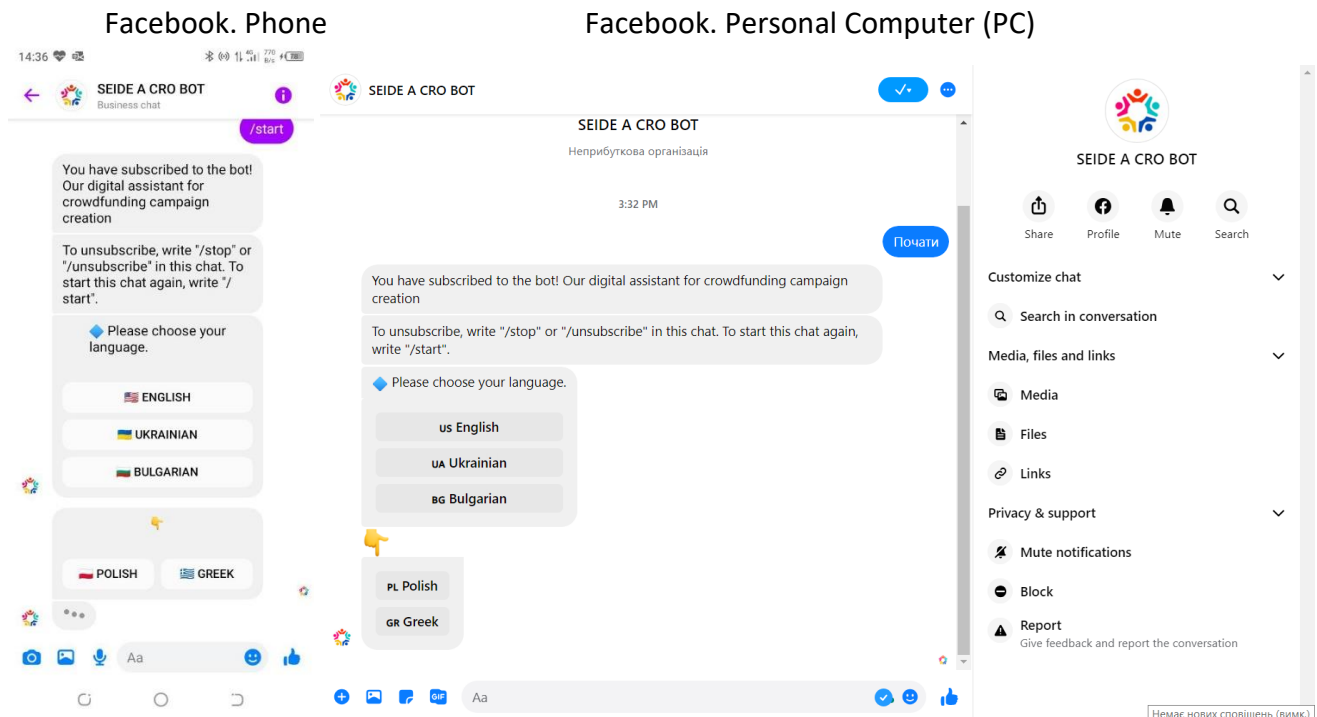 Facebook. Phone
Facebook. Personal Computer (PC)
14:36
4G
770
B/s
SEIDE A CRO BOT
Business chat
/start
You have subscribed to the bot!
Our digital assistant for
crowdfunding campaign
creation
To unsubscribe, write "/stop" or
"/unsubscribe" in this chat. To
start this chat again, write "/
start".
Please choose your
language.
ENGLISH
UKRAINIAN
BULGARIAN
POLISH
GREEK
Aa
SEIDE A CRO BOT
SEIDE A CRO BOT
Неприбуткова організація
3:32 PM
Почати
You have subscribed to the bot! Our digital assistant for crowdfunding campaign
creation
To unsubscribe, write "/stop" or "/unsubscribe" in this chat. To start this chat again,
write "/start".
Please choose your language.
US English
UA Ukrainian
BG Bulgarian
PL Polish
GR Greek
GIF
Aa
SEIDE A CRO BOT
Share
Profile
Mute
Search
Customize chat
Search in conversation
Media, files and links
Media
Files
Links
Privacy & support
Mute notifications
Block
Report
Give feedback and report the conversation
Немає нових сповіщень (вимк.)